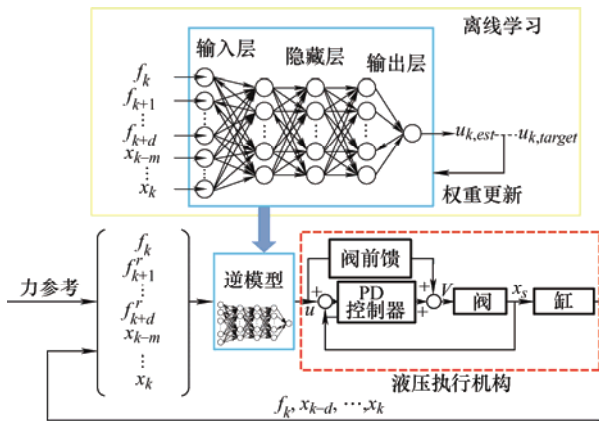 离线学习
输入层
隐藏层
输出层
f_k
f_{k+1}
⋮
f_{k+d}
x_{k-m}
⋮
x_k
u_{k,est}----u_{k,target}
权重更新
力参考
f_k
f^r_{k+1}
⋮
f^r_{k+d}
x_{k-m}
⋮
x_k
逆模型
u
阀前馈
+
PD
控制器
+
+
V
阀
x_s
缸
液压执行机构
f_k, x_{k-d}, ⋯, x_k